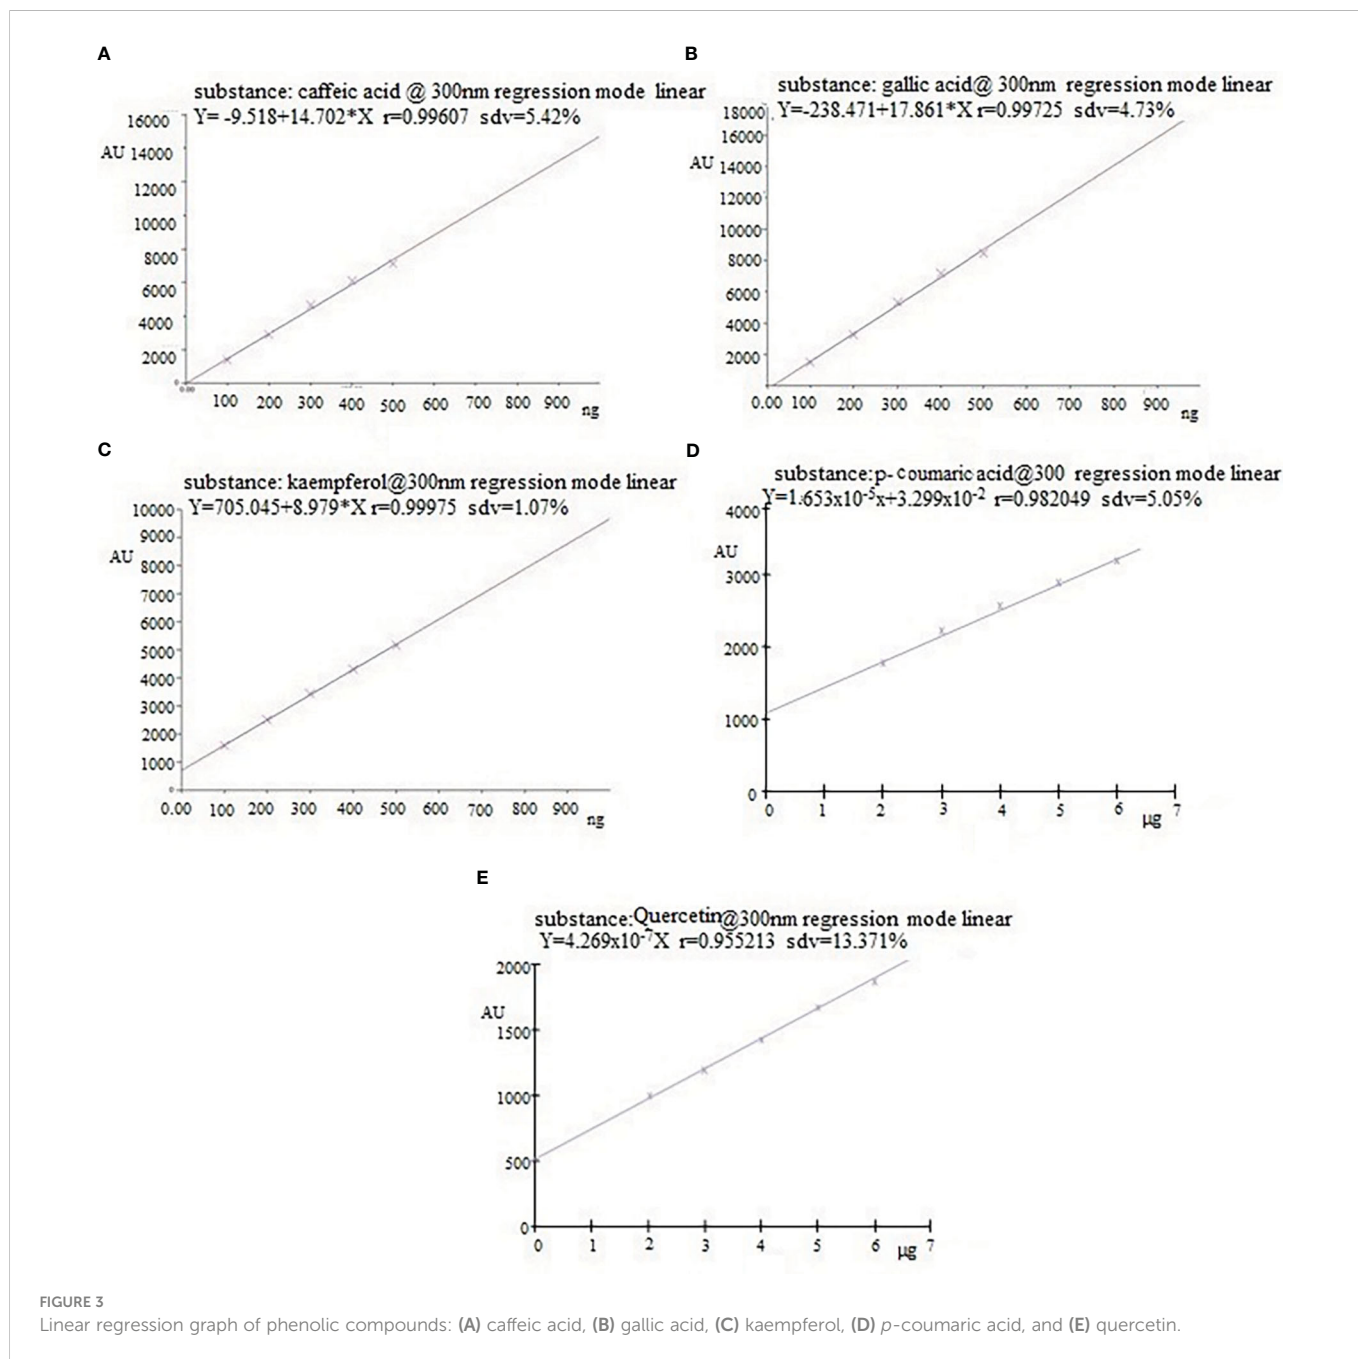 A
substance: caffeic acid @ 300nm regression mode linear
Y= -9.518+14.702*X r=0.99607 sdv=5.42%
AU
16000
14000
12000
10000
8000
6000
4000
2000
0
0.00
100 200 300 400 500 600 700 800 900 ng
B
substance: gallic acid@ 300nm regression mode linear
Y=-238.471+17.861*X r=0.99725 sdv=4.73%
AU
18000
16000
14000
12000
10000
8000
6000
4000
2000
0.00 100 200 300 400 500 600 700 800 900 ng
C
substance: kaempferol@300nm regression mode linear
Y=705.045+8.979*X r=0.99975 sdv=1.07%
AU
10000
9000
8000
7000
6000
5000
4000
3000
2000
1000
0
0.00 100 200 300 400 500 600 700 800 900 ng
D
substance:p-coumaric acid@300 regression mode linear
Y=1.653x10-5x+3.299x10-2 r=0.982049 sdv=5.05%
AU
4000
3000
2000
1000
0
0 1 2 3 4 5 6 µg 7
E
substance:Quercetin@300nm regression mode linear
Y=4.269x10-7X r=0.955213 sdv=13.371%
AU
2000
1500
1000
500
0
0 1 2 3 4 5 6 µg 7
FIGURE 3
Linear regression graph of phenolic compounds: (A) caffeic acid, (B) gallic acid, (C) kaempferol, (D) p-coumaric acid, and (E) quercetin.